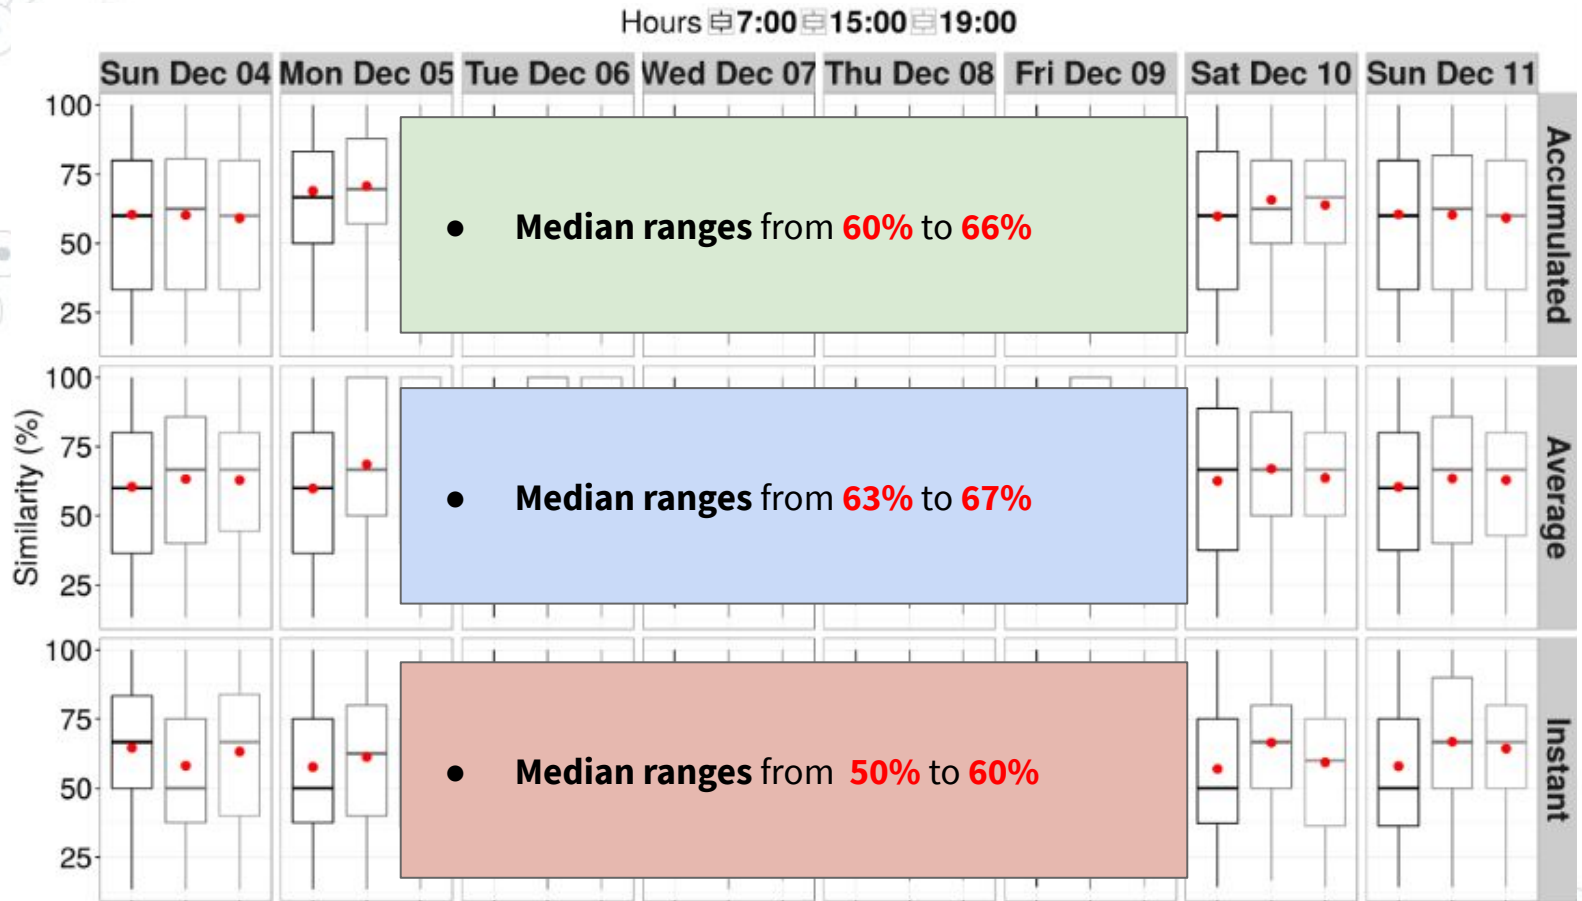 Hours 7:00 15:00 19:00
Sun Dec 04 Mon Dec 05 Tue Dec 06 Wed Dec 07 Thu Dec 08 Fri Dec 09 Sat Dec 10 Sun Dec 11
100
75
50
25
Accumulated
● Median ranges from 60% to 66%
Similarity (%)
100
75
50
25
Average
● Median ranges from 63% to 67%
100
75
50
25
Instant
● Median ranges from 50% to 60%